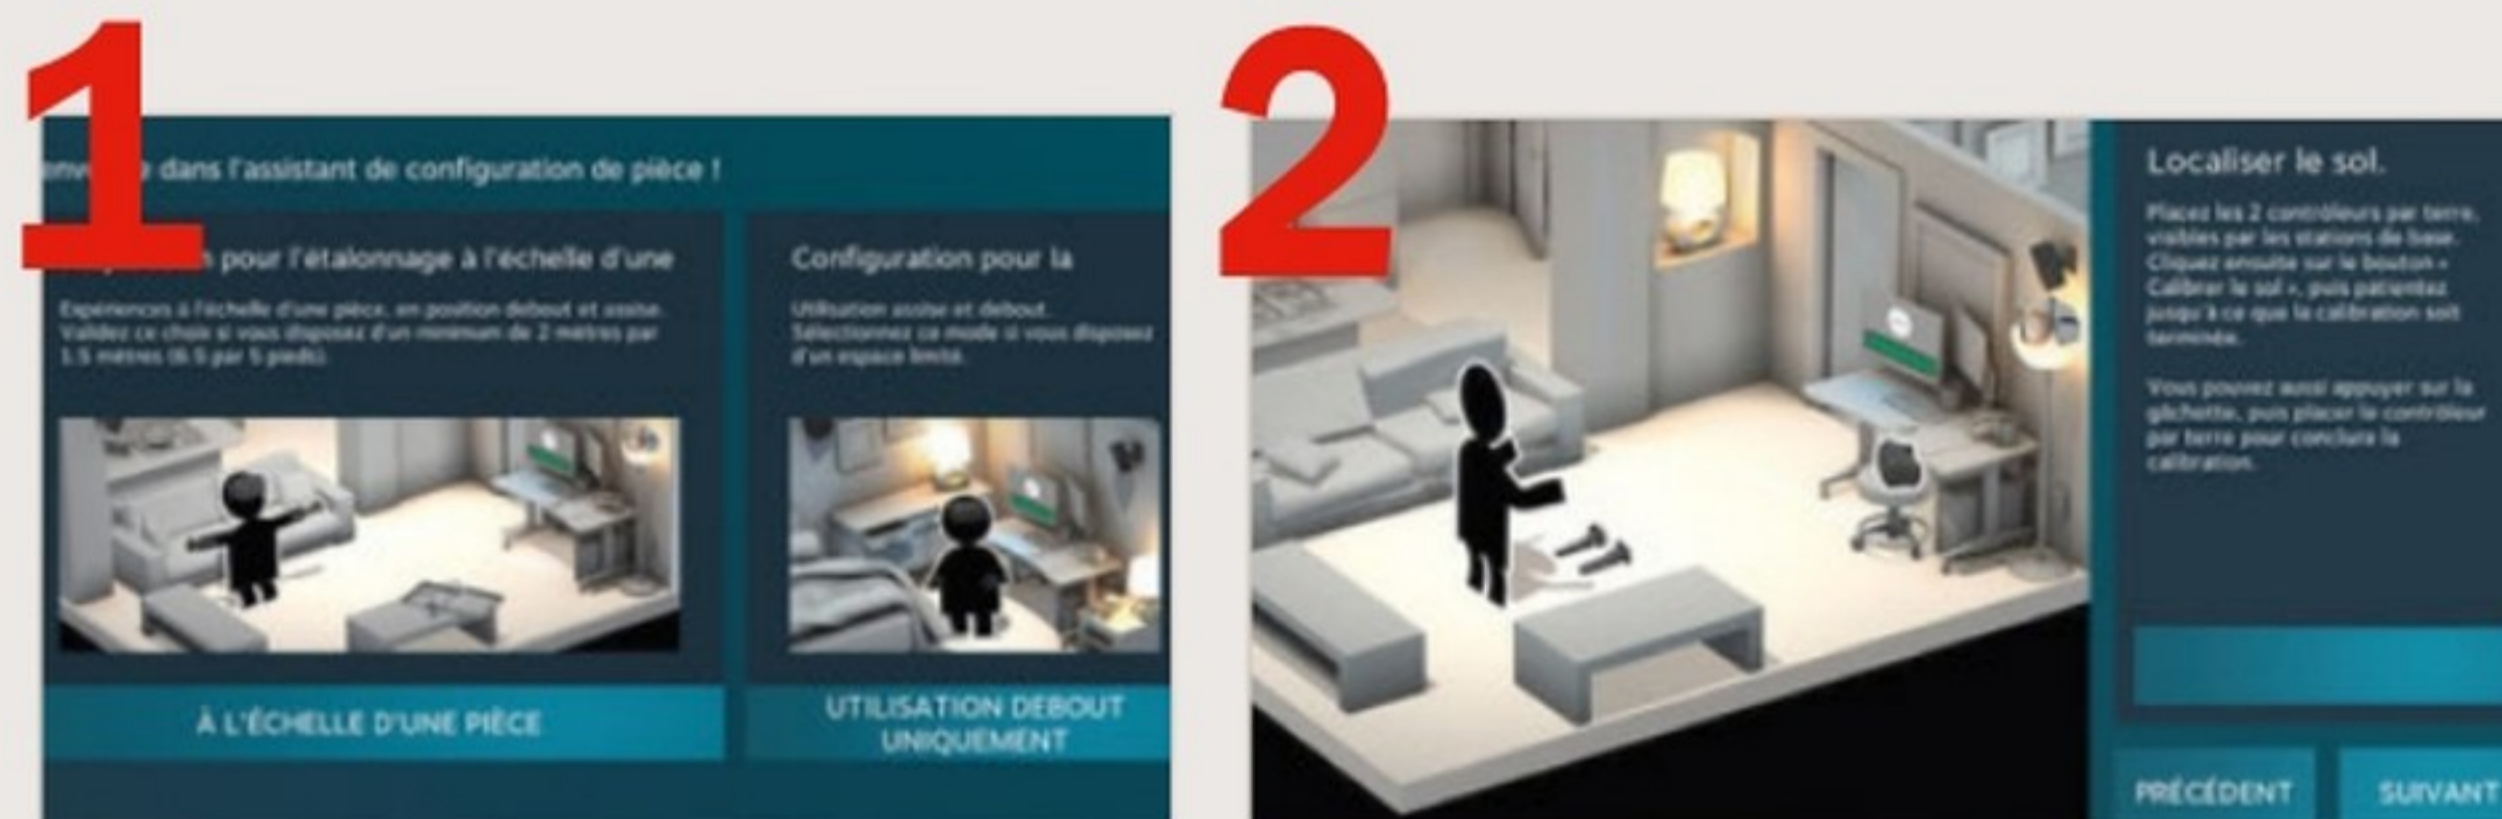 1
dans l'assistant de configuration de pièce !
pour l'étalonnage à l'échelle d'une
Expériences à l'échelle d'une pièce, en position debout et assise.
Validez ce choix si vous disposez d'un minimum de 2 mètres par
1.5 mètres (6.5 par 5 pieds).
À L'ÉCHELLE D'UNE PIÈCE
Configuration pour la
Utilisation assise et debout.
Sélectionnez ce mode si vous disposez
d'un espace limité.
UTILISATION DEBOUT
UNIQUEMENT
2
Localiser le sol.
Placez les 2 contrôleurs par terre,
visibles par les stations de base.
Cliquez ensuite sur le bouton «
Calibrer le sol », puis patientez
jusqu'à ce que la calibration soit
terminée.
Vous pouvez aussi appuyer sur la
gâchette, puis placer le contrôleur
par terre pour conclure la
calibration.
PRÉCÉDENT
SUIVANT